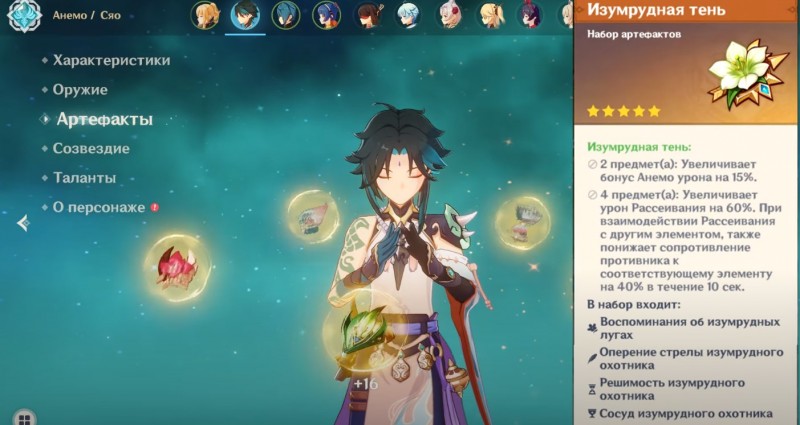 Анемо / Сяо
Характеристики
Оружие
Артефакты
Созвездие
Таланты
О персонаже
+16
Изумрудная тень
Набор артефактов
Изумрудная тень:
2 предмет(а): Увеличивает
бонус Анемо урона на 15%.
4 предмет(а): Увеличивает
урон Рассеивания на 60%. При
взаимодействии Рассеивания
с другим элементом, также
понижает сопротивление
противника к
соответствующему элементу
на 40% в течение 10 сек.
В набор входит:
Воспоминания об изумрудных
лугах
Оперение стрелы изумрудного
охотника
Решимость изумрудного
охотника
Сосуд изумрудного охотника